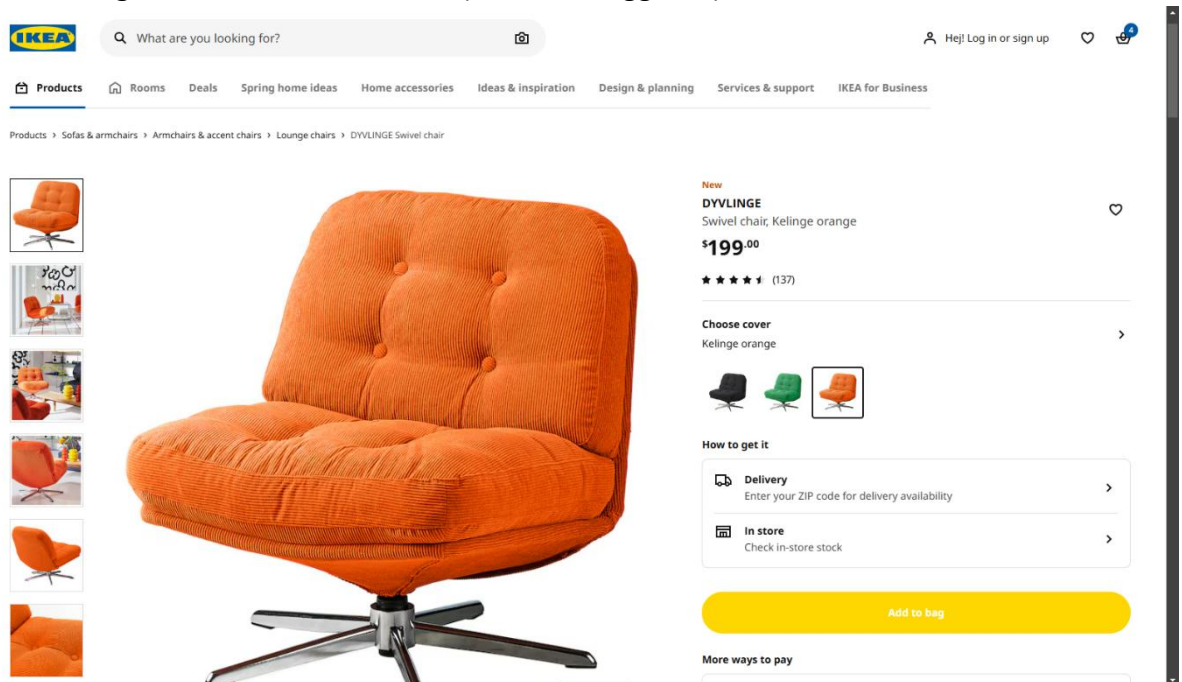 IKEA
What are you looking for?
Hej! Log in or sign up
4
Products
Rooms
Deals
Spring home ideas
Home accessories
Ideas & inspiration
Design & planning
Services & support
IKEA for Business
Products › Sofas & armchairs › Armchairs & accent chairs › Lounge chairs › DYVLINGE Swivel chair
New
DYVLINGE
Swivel chair, Kelinge orange
$199.00
(137)
Choose cover
Kelinge orange
How to get it
Delivery
Enter your ZIP code for delivery availability
In store
Check in-store stock
Add to bag
More ways to pay